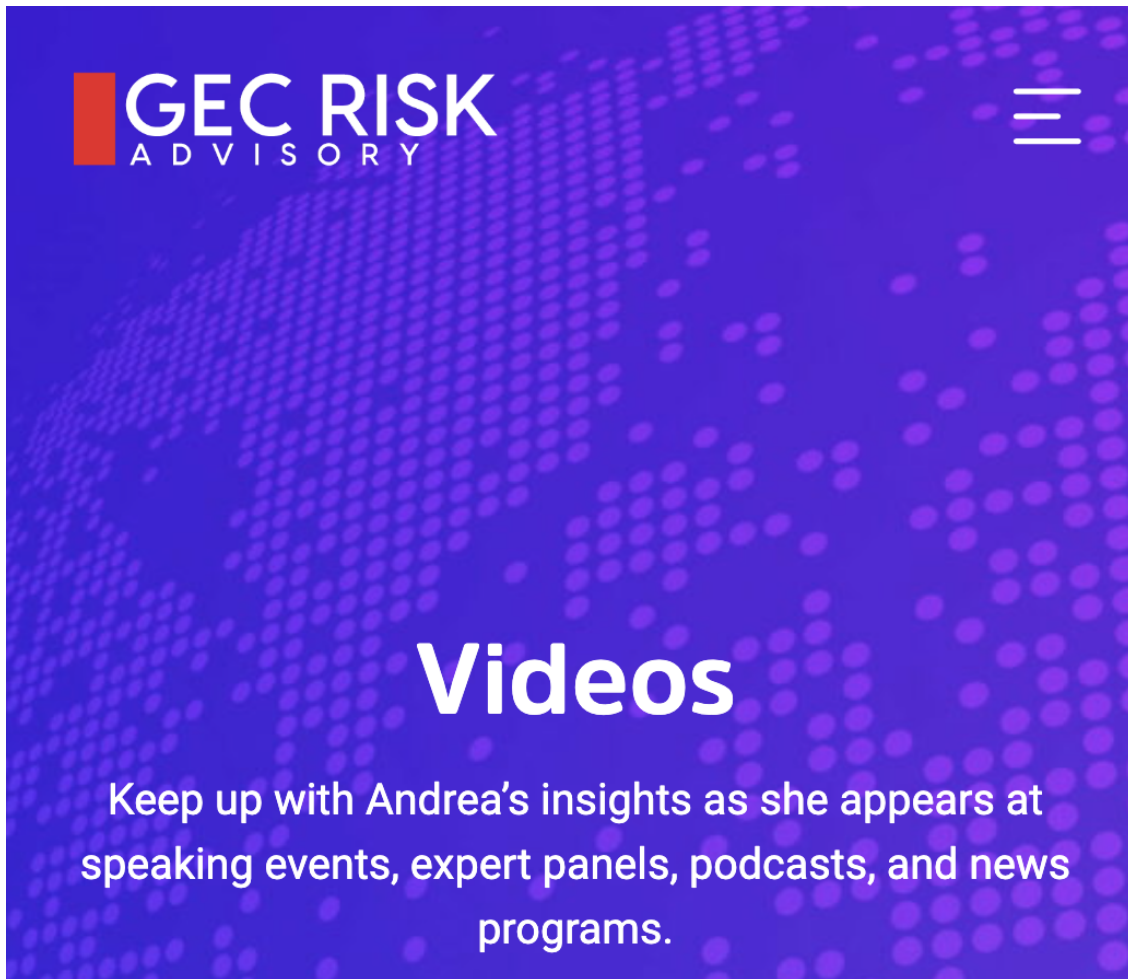 GEC RISK
ADVISORY
Videos
Keep up with Andrea’s insights as she appears at
speaking events, expert panels, podcasts, and news
programs.